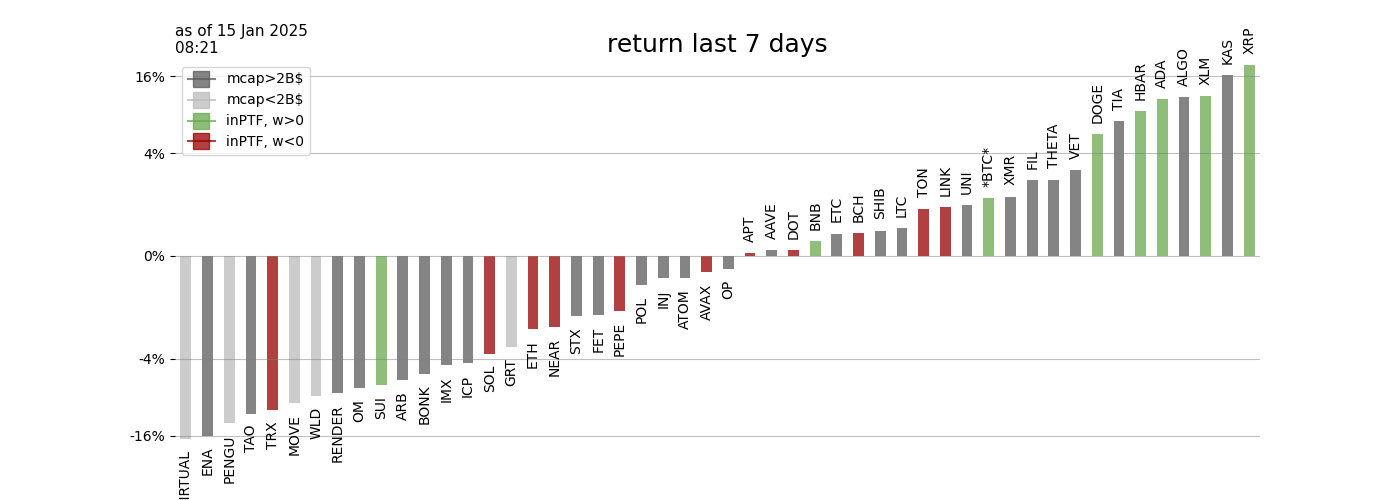 as of 15 Jan 2025
08:21
return last 7 days
mcap>2B$
mcap<2B$
inPTF, w>0
inPTF, w<0
16%
4%
0%
-4%
-16%
IRTUAL
ENA
PENGU
TAO
TRX
MOVE
WLD
RENDER
OM
SUI
ARB
BONK
IMX
ICP
SOL
GRT
ETH
NEAR
STX
FET
PEPE
POL
INJ
ATOM
AVAX
OP
APT
AAVE
DOT
BNB
ETC
BCH
SHIB
LTC
TON
LINK
UNI
*BTC*
XMR
FIL
THETA
VET
DOGE
TIA
HBAR
ADA
ALGO
XLM
KAS
XRP